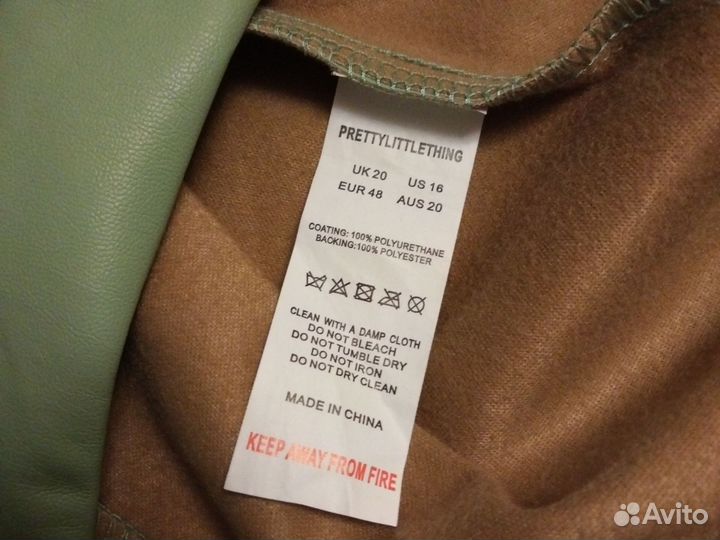 PRETTYLITTLETHING
UK 20 US 16
EUR 48 AUS 20
COATING: 100% POLYURETHANE
BACKING:100% POLYESTER
CLEAN WITH A DAMP CLOTH
DO NOT BLEACH
DO NOT TUMBLE DRY
DO NOT IRON
DO NOT DRY CLEAN
MADE IN CHINA
KEEP AWAY FROM FIRE
Avito